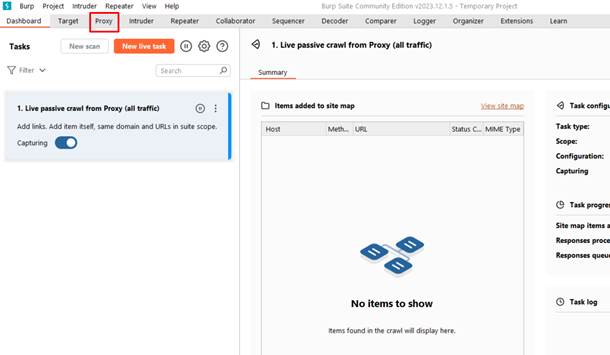 Burp Project Intruder Repeater View Help
Burp Suite Community Edition v2023.12.1.5 - Temporary Project
Dashboard Target Proxy Intruder Repeater Collaborator Sequencer Decoder Comparer Logger Organizer Extensions Learn
Tasks
New scan
New live task
Filter
Search
1. Live passive crawl from Proxy (all traffic)
Add links. Add item itself, same domain and URLs in suite scope.
Capturing
1. Live passive crawl from Proxy (all traffic)
Summary
Items added to site map
View site map
Host Meth... URL Status C... MIME Type
No items to show
Items found in the crawl will display here.
Task configu
Task type:
Scope:
Configuration:
Capturing
Task progres
Site map items a
Responses proce
Responses queue
Task log